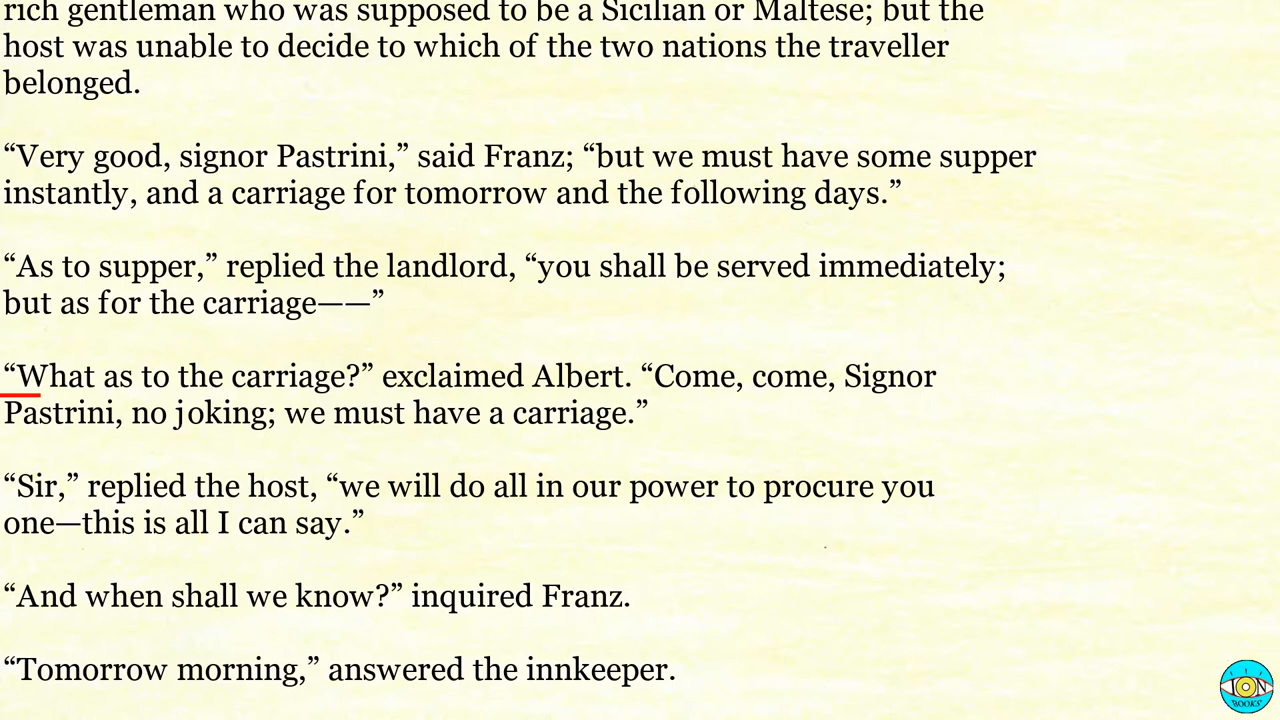 rich gentleman who was supposed to be a Sicilian or Maltese; but the
host was unable to decide to which of the two nations the traveller
belonged.
“Very good, signor Pastrini,” said Franz; “but we must have some supper
instantly, and a carriage for tomorrow and the following days.”
“As to supper,” replied the landlord, “you shall be served immediately;
but as for the carriage——”
“What as to the carriage?” exclaimed Albert. “Come, come, Signor
Pastrini, no joking; we must have a carriage.”
“Sir,” replied the host, “we will do all in our power to procure you
one—this is all I can say.”
“And when shall we know?” inquired Franz.
“Tomorrow morning,” answered the innkeeper.
ION
BOOKS